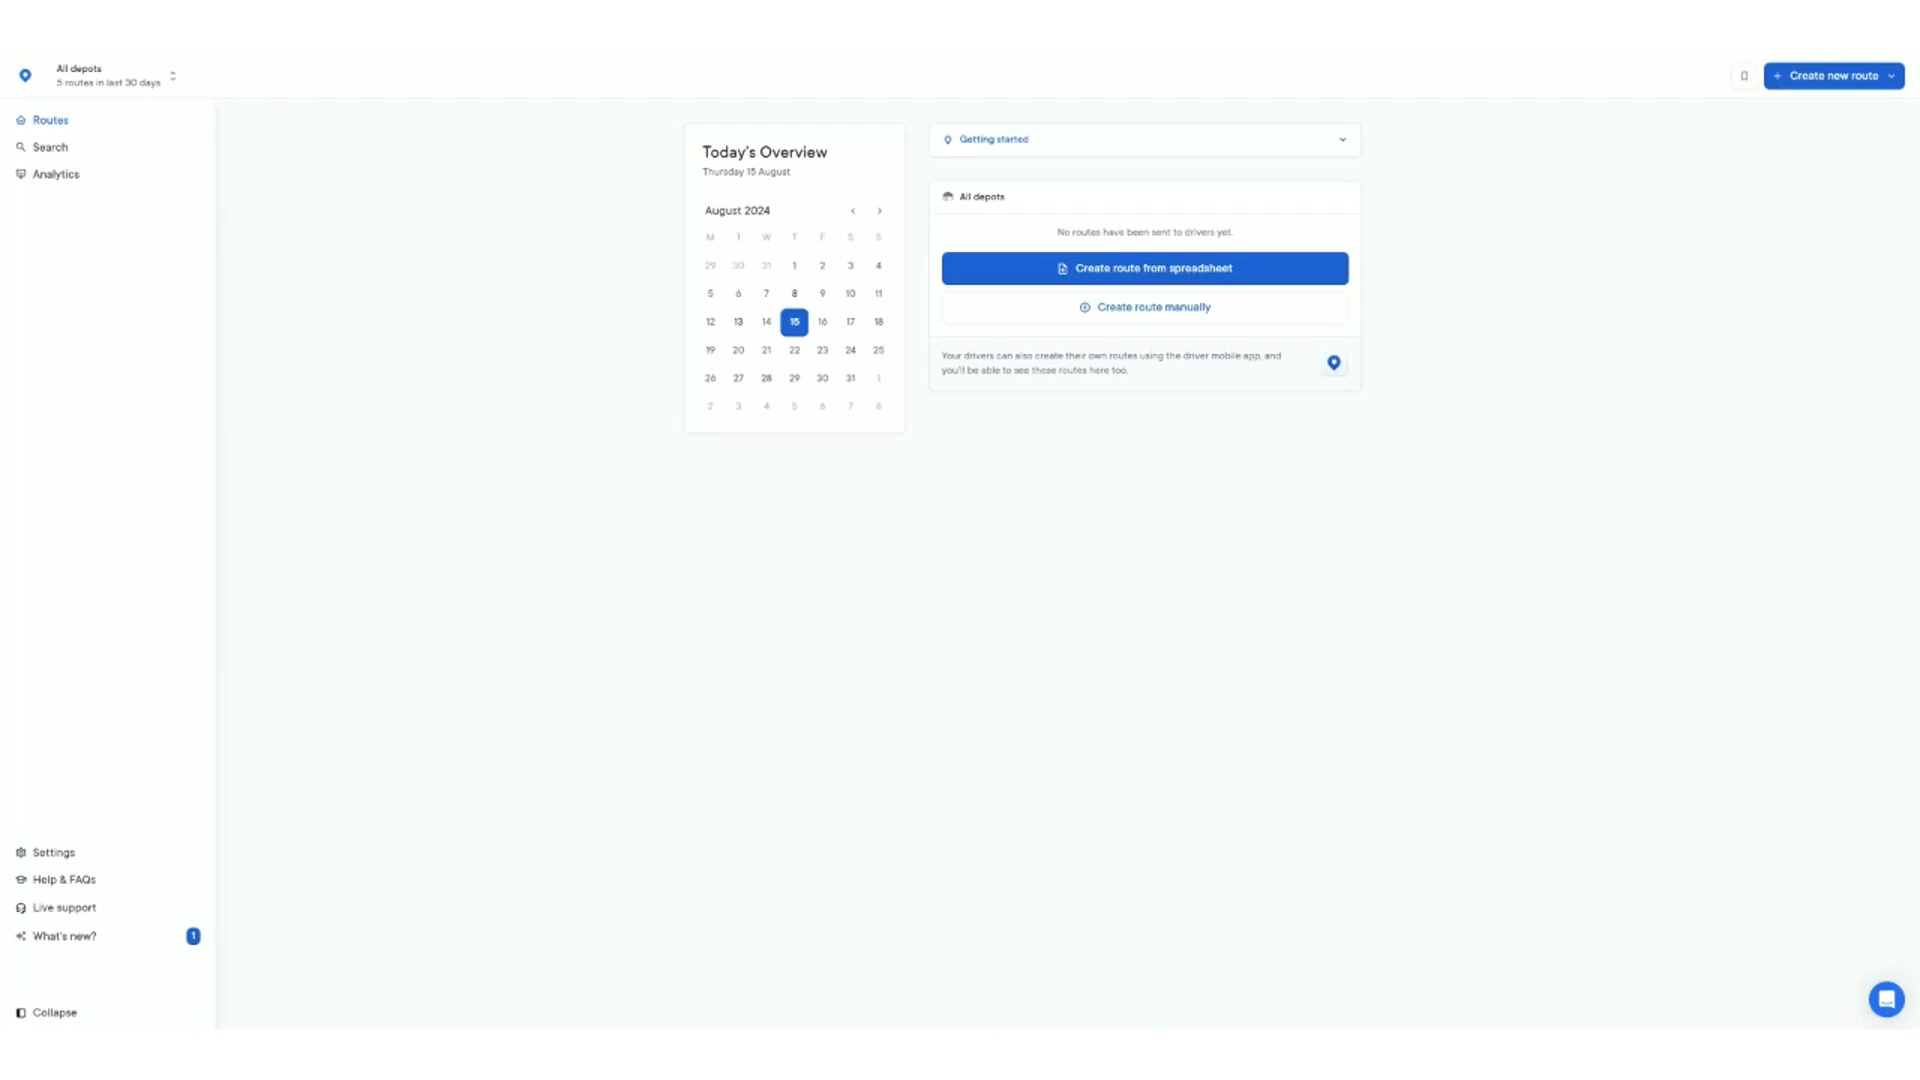 All depots
5 routes in last 30 days
Create new route
Routes
Search
Analytics
Today's Overview
Thursday 15 August
August 2024
M T W T F S S
29 30 31 1 2 3 4
5 6 7 8 9 10 11
12 13 14 15 16 17 18
19 20 21 22 23 24 25
26 27 28 29 30 31 1
2 3 4 5 6 7 8
Getting started
All depots
No routes have been sent to drivers yet.
Create route from spreadsheet
Create route manually
Your drivers can also create their own routes using the driver mobile app, and
you'll be able to see those routes here too.
Settings
Help & FAQs
Live support
What's new? 1
Collapse